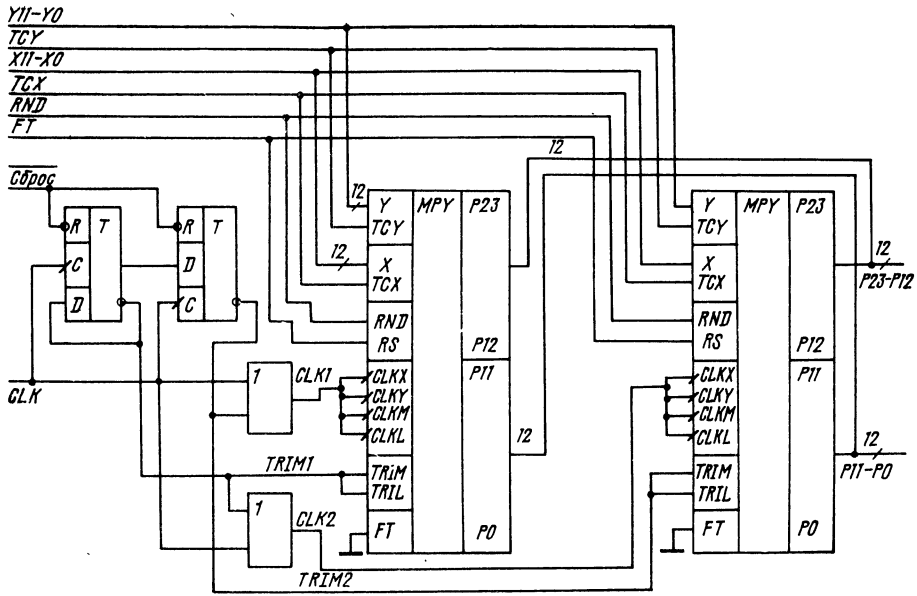 Y11-Y0
TCY
X11-X0
TCX
RND
FT
Сброс
CLK
R T
C
D
R T
D
C
1
CLK1
TRIM1
1
CLK2
TRIM2
12
12
Y MPY P23
TCY
X
TCX
RND
RS P12
CLKX P11
CLKY
CLKM
CLKL
TRIM
TRIL
FT P0
12
12
Y MPY P23
TCY
X
TCX
RND
RS P12
CLKX P11
CLKY
CLKM
CLKL
TRIM
TRIL
FT P0
12
P23-P12
12
P11-P0